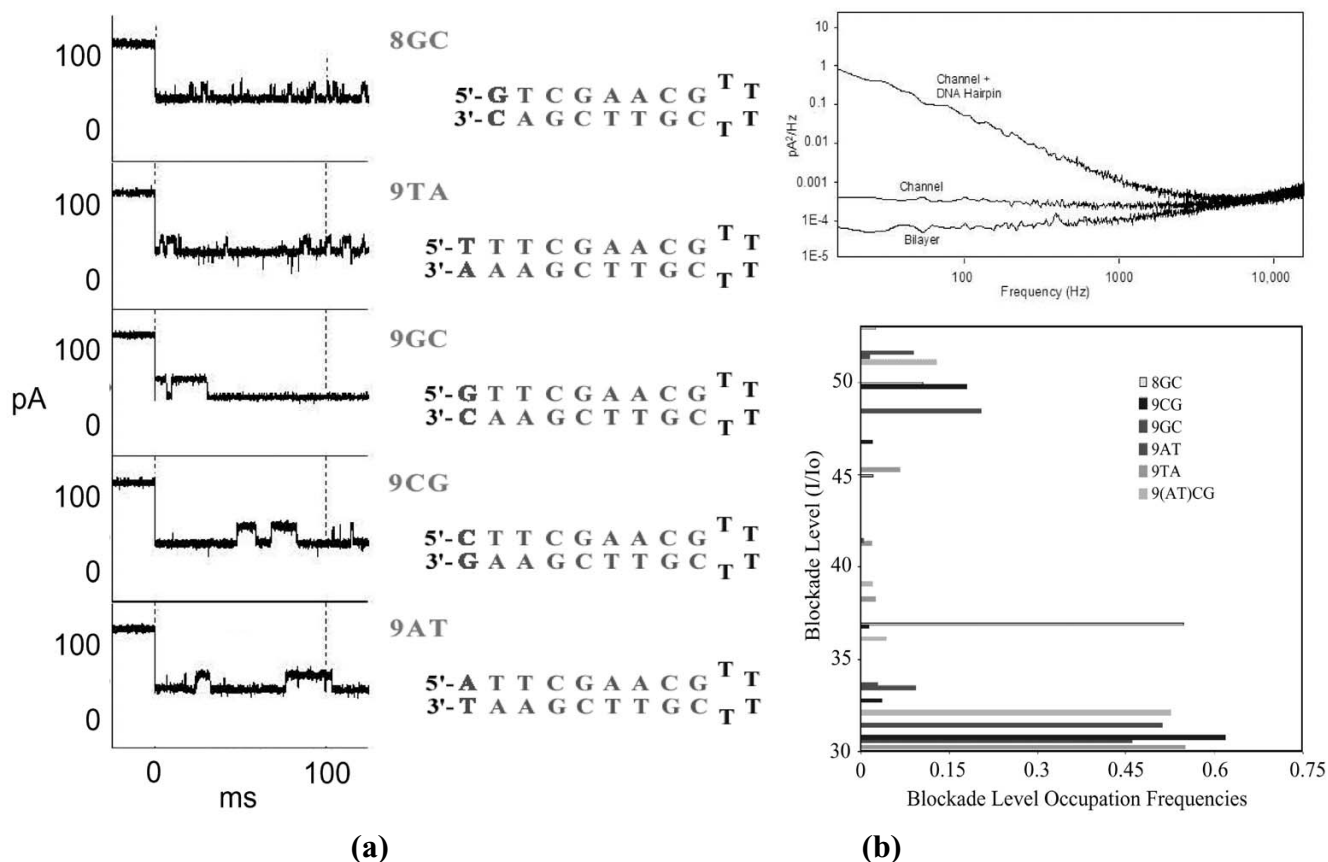 100
0
8GC
5'- G T C G A A C G T T
3'- C A G C T T G C T T
100
0
9TA
5'- T T T C G A A C G T T
3'- A A A G C T T G C T T
100
pA
0
9GC
5'- G T T C G A A C G T T
3'- C A A G C T T G C T T
100
0
9CG
5'- C T T C G A A C G T T
3'- G A A G C T T G C T T
100
0
9AT
5'- A T T C G A A C G T T
3'- T A A G C T T G C T T
0 100
ms
(a)
10
1
0.1
0.01
0.001
1E-4
1E-5
pA²/Hz
Channel +
DNA Hairpin
Channel
Bilayer
100 1000 10,000
Frequency (Hz)
50
45
40
35
30
Blockade Level (I/Io)
8GC
9CG
9GC
9AT
9TA
9(AT)CG
0 0.15 0.3 0.45 0.6 0.75
Blockade Level Occupation Frequencies
(b)